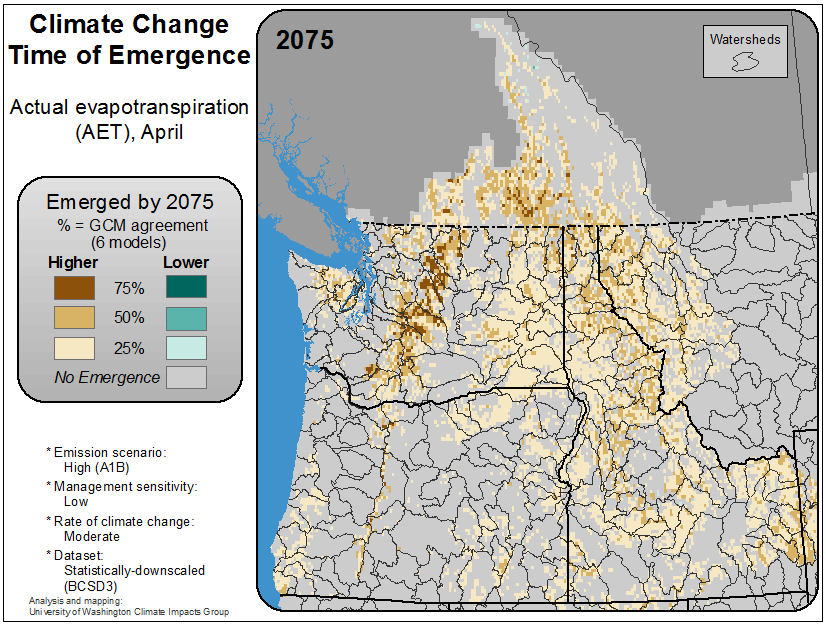 Climate Change
Time of Emergence
Actual evapotranspiration
(AET), April
Emerged by 2075
% = GCM agreement
(6 models)
Higher Lower
75%
50%
25%
No Emergence
* Emission scenario:
High (A1B)
* Management sensitivity:
Low
* Rate of climate change:
Moderate
* Dataset:
Statistically-downscaled
(BCSD3)
Analysis and mapping:
University of Washington Climate Impacts Group
2075
Watersheds